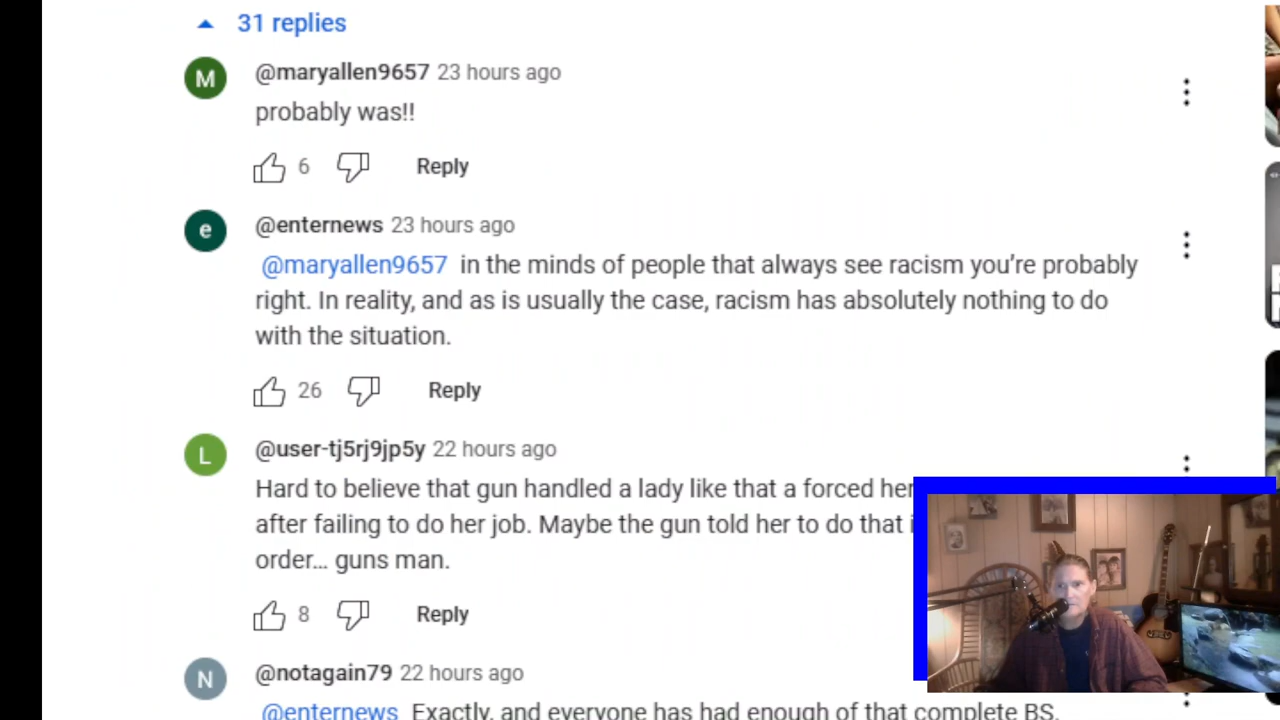 31 replies
M
@maryallen9657 23 hours ago
probably was!!
6 Reply
e
@enternews 23 hours ago
@maryallen9657 in the minds of people that always see racism you're probably
right. In reality, and as is usually the case, racism has absolutely nothing to do
with the situation.
26 Reply
L
@user-tj5rj9jp5y 22 hours ago
Hard to believe that gun handled a lady like that a forced her
after failing to do her job. Maybe the gun told her to do that
order... guns man.
8 Reply
N
@notagain79 22 hours ago
@enternews Exactly, and everyone has had enough of that complete BS.